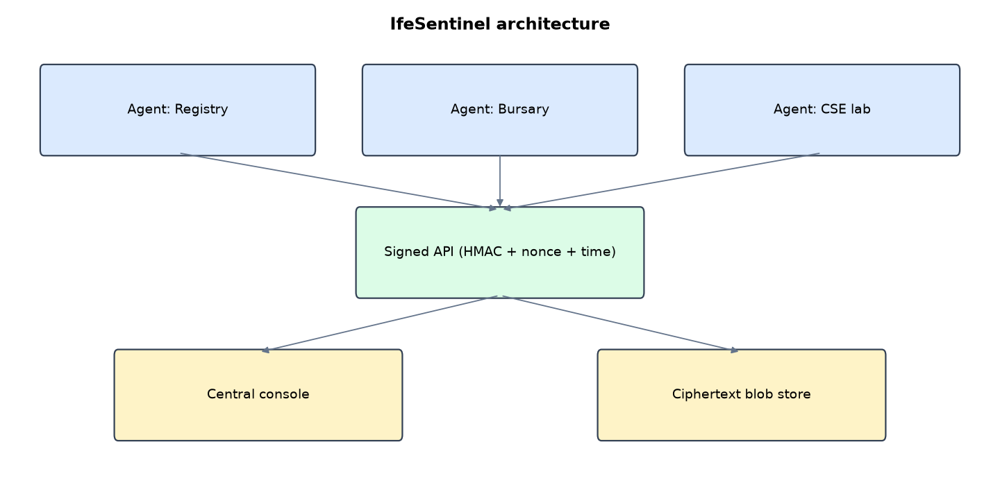 IfeSentinel architecture
Agent: Registry
Agent: Bursary
Agent: CSE lab
Signed API (HMAC + nonce + time)
Central console
Ciphertext blob store